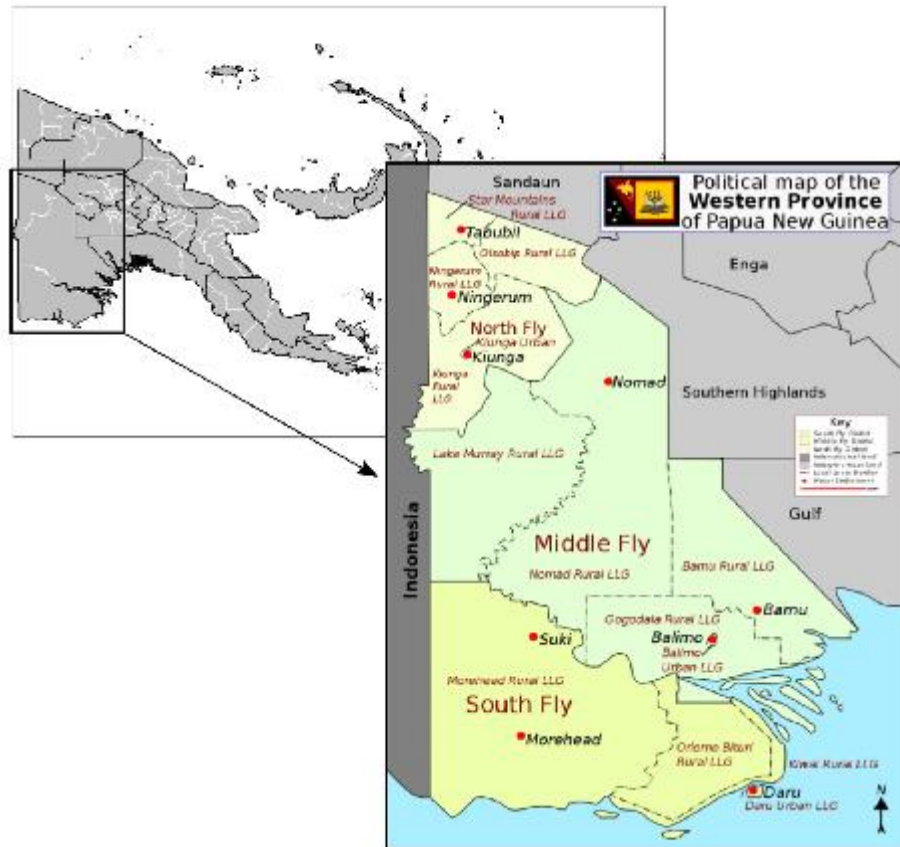 Political map of the
Western Province
of Papua New Guinea
Sandaun
Star Mountains
Rural LLG
Tabubil
Olsobip Rural LLG
Enga
Ningerum
Rural LLG
Ningerum
North Fly
Kiunga Urban
Kiunga
Kiunga
Rural
LLG
Nomad
Southern Highlands
Key
Lake Murray Rural LLG
Gulf
Indonesia
Middle Fly
Nomad Rural LLG
Bamu Rural LLG
Bamu
Gogodala Rural LLG
Suki
Balimo
Balimo
Urban LLG
Morehead Rural LLG
South Fly
Morehead
Oriomo Bituri
Rural LLG
Kiwai Rural LLG
Daru
Daru Urban LLG
N